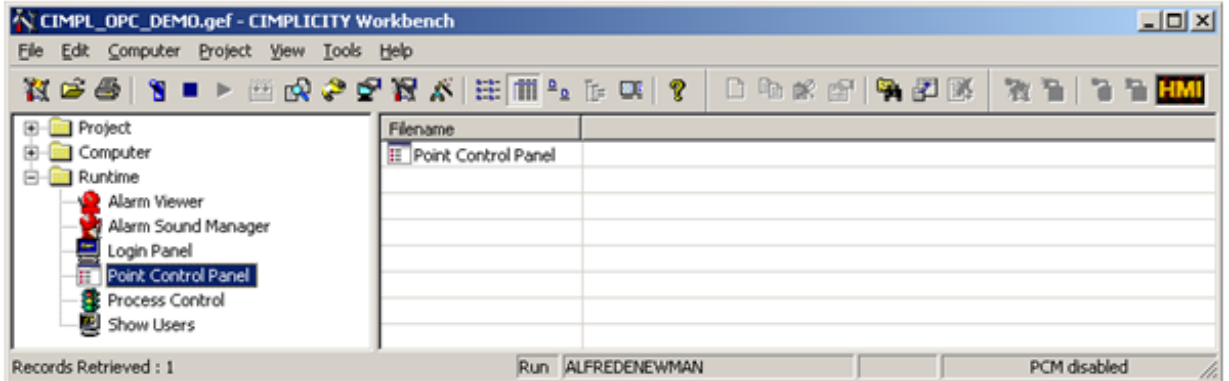 CIMPL_OPC_DEMO.gef - CIMPLICITY Workbench
File Edit Computer Project View Tools Help
HMI
Project
Computer
Runtime
Alarm Viewer
Alarm Sound Manager
Login Panel
Point Control Panel
Process Control
Show Users
Filename
Point Control Panel
Records Retrieved : 1 Run ALFREDENEWMAN PCM disabled